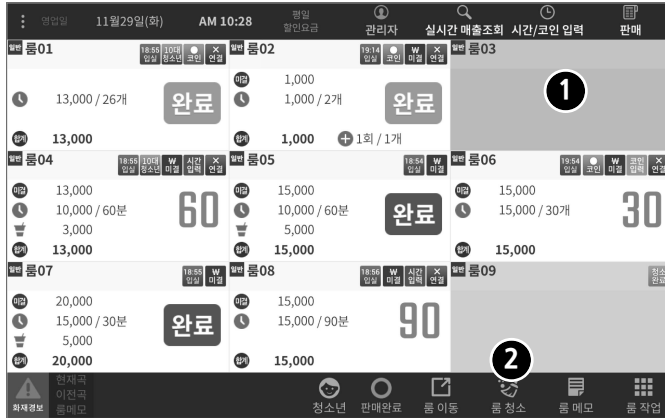 영업일 11월29일(화) AM 10:28 평일 할인요금 관리자 실시간 매출조회 시간/코인 입력 판매
일반 룸01 18:55 입실 10대 청소년 코인 연결
13,000 / 26개 완료
합계 13,000
일반 룸02 19:14 입실 코인 ₩ 미결 연결
미결 1,000
1,000 / 2개 완료
합계 1,000 1회 / 1개
일반 룸03
1
일반 룸04 18:55 입실 10대 청소년 ₩ 미결 시간 입력 연결
미결 13,000
10,000 / 60분 60
3,000
합계 13,000
일반 룸05 18:54 입실 ₩ 미결
미결 15,000
10,000 / 60분 완료
5,000
합계 15,000
일반 룸06 19:54 입실 코인 ₩ 미결 코인 입력 연결
미결 15,000
15,000 / 30개 30
합계 15,000
일반 룸07 18:55 입실 ₩ 미결
미결 20,000
15,000 / 30분 완료
5,000
합계 20,000
일반 룸08 18:56 입실 ₩ 미결 시간 입력 연결
미결 15,000
15,000 / 90분 90
합계 15,000
일반 룸09 청소 완료
2
화재경보
현재곡
이전곡
룸메모
청소년 판매완료 룸 이동 룸 청소 룸 메모 룸 작업